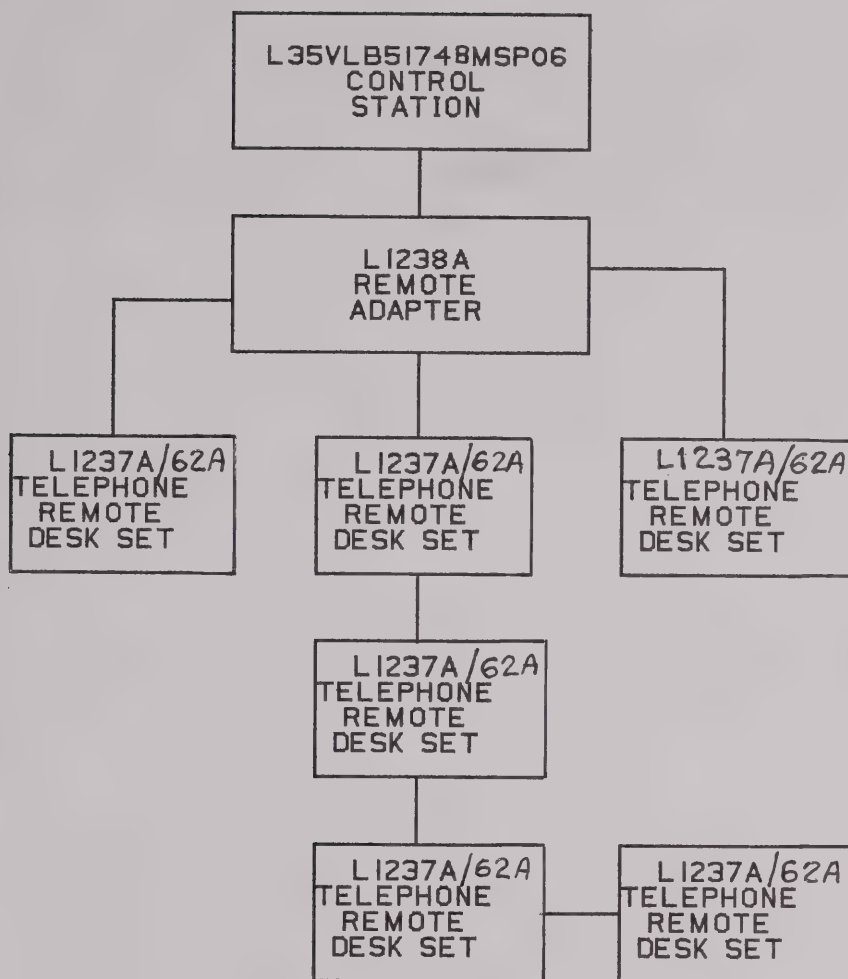 L35VLB51748MSP06
CONTROL
STATION
L1238A
REMOTE
ADAPTER
L1237A/62A
TELEPHONE
REMOTE
DESK SET
L1237A/62A
TELEPHONE
REMOTE
DESK SET
L1237A/62A
TELEPHONE
REMOTE
DESK SET
L1237A/62A
TELEPHONE
REMOTE
DESK SET
L1237A/62A
TELEPHONE
REMOTE
DESK SET
L1237A/62A
TELEPHONE
REMOTE
DESK SET